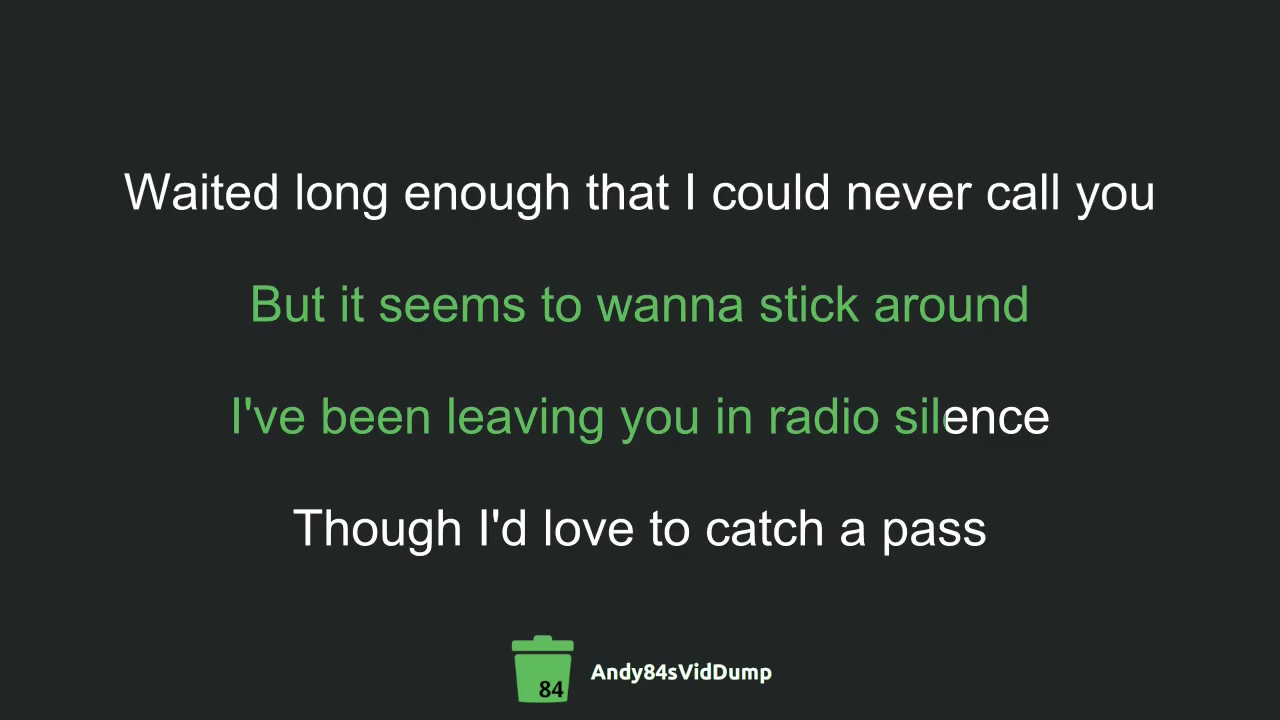 Waited long enough that I could never call you
But it seems to wanna stick around
I've been leaving you in radio silence
Though I'd love to catch a pass
84
Andy84sVidDump